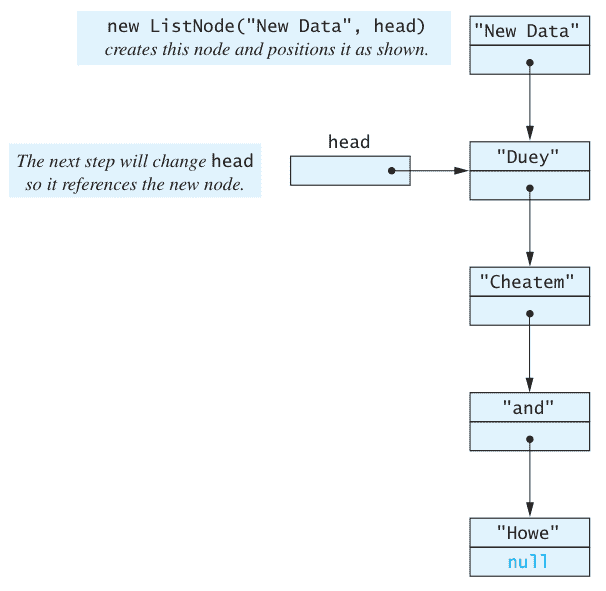 new ListNode("New Data", head)
creates this node and positions it as shown.
"New Data"
head
The next step will change head
so it references the new node.
"Duey"
"Cheatem"
"and"
"Howe"
null